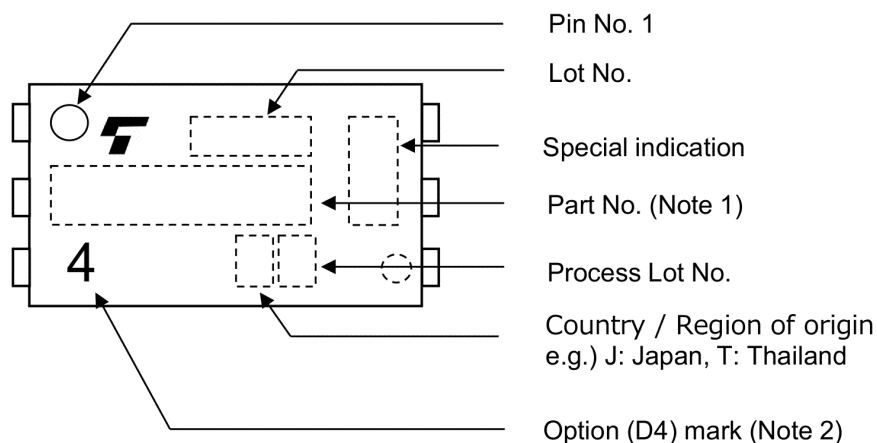 Pin No. 1
Lot No.
Special indication
Part No. (Note 1)
4
Process Lot No.
Country / Region of origin
e.g.) J: Japan, T: Thailand
Option (D4) mark (Note 2)